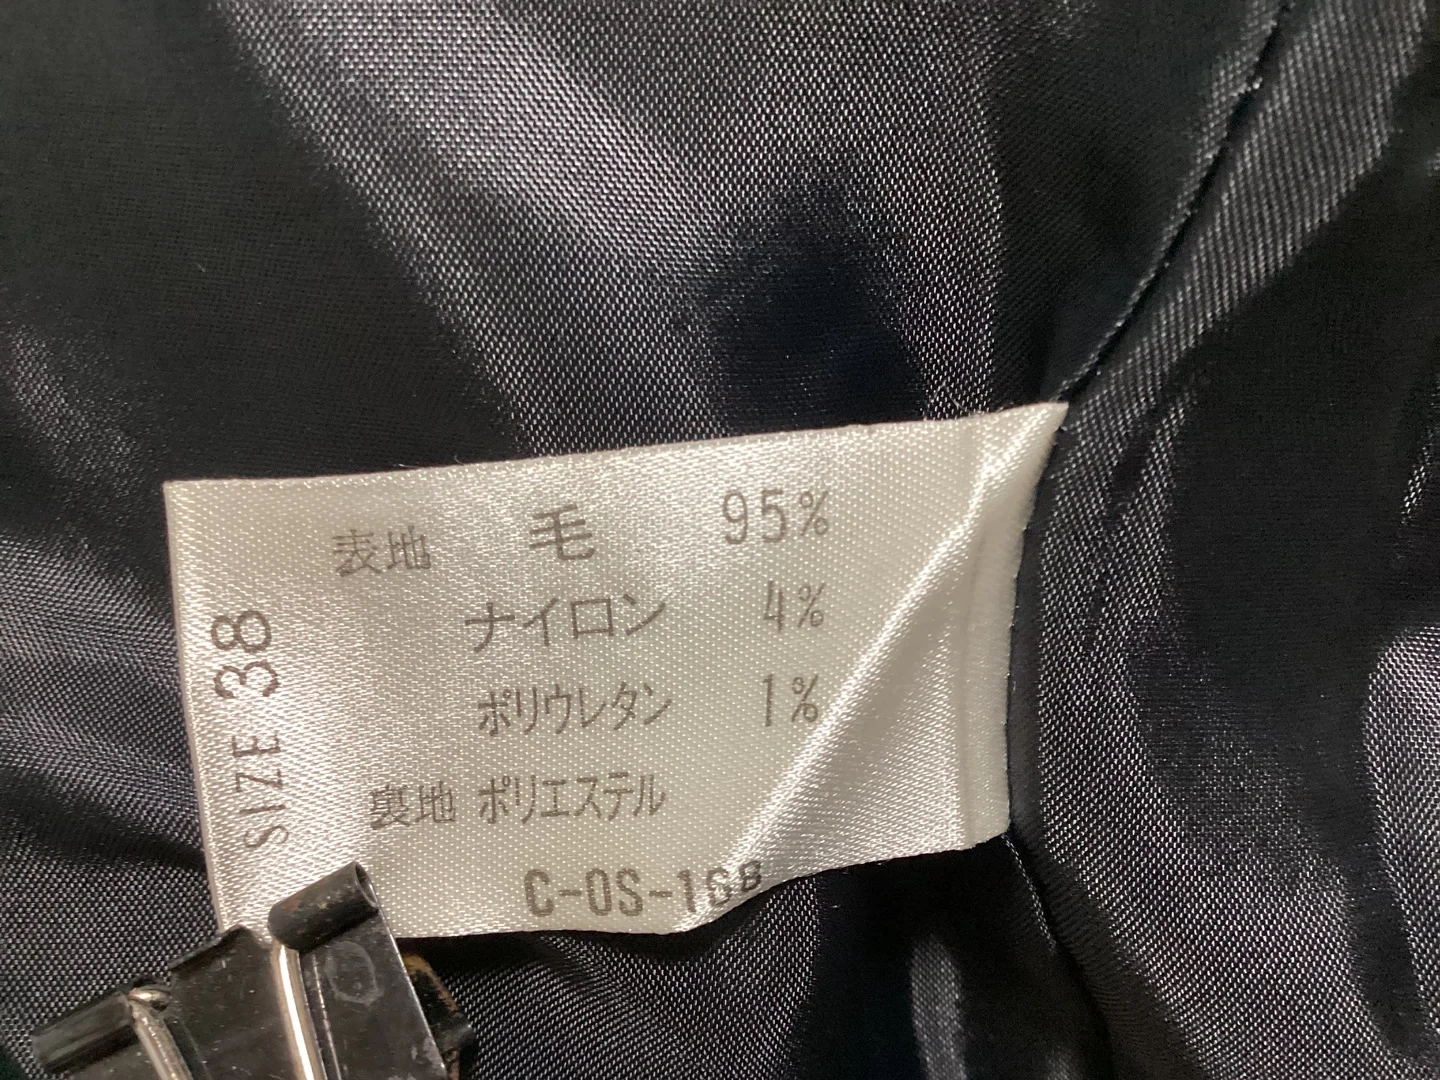 表地 毛 95%
ナイロン 4%
ポリウレタン 1%
裏地 ポリエステル
C-OS-168
SIZE 38